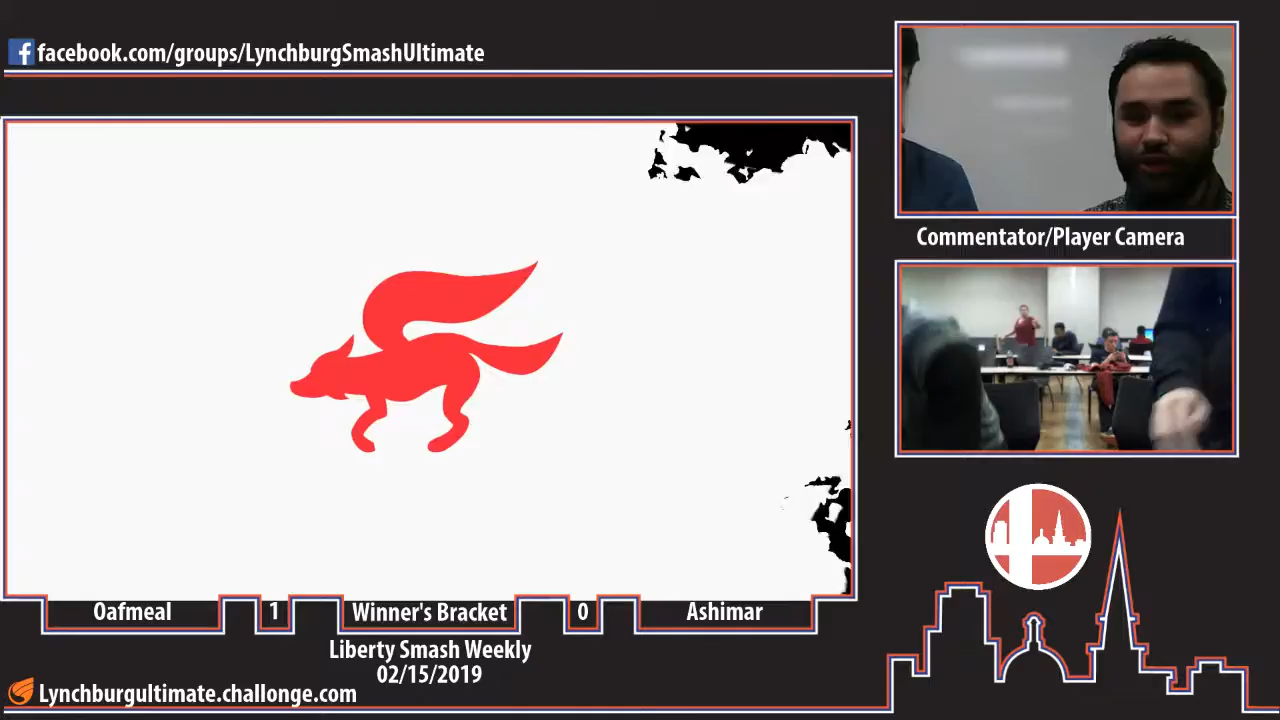 facebook.com/groups/LynchburgSmashUltimate
Commentator/Player Camera
Oafmeal
1
Winner's Bracket
0
Ashimar
Liberty Smash Weekly
02/15/2019
Lynchburgultimate.challonge.com